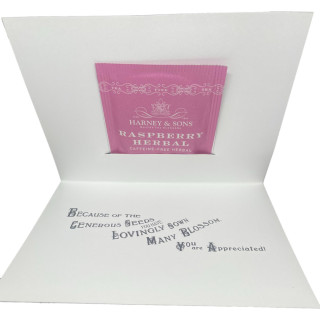 HARNEY & SONS
RASPBERRY
HERBAL
CAFFEINE-FREE HERBAL
BECAUSE OF THE
GENEROUS SEEDS
YOU HAVE
LOVINGLY SOWN
MANY BLOSSOM.
YOU ARE APPRECIATED!